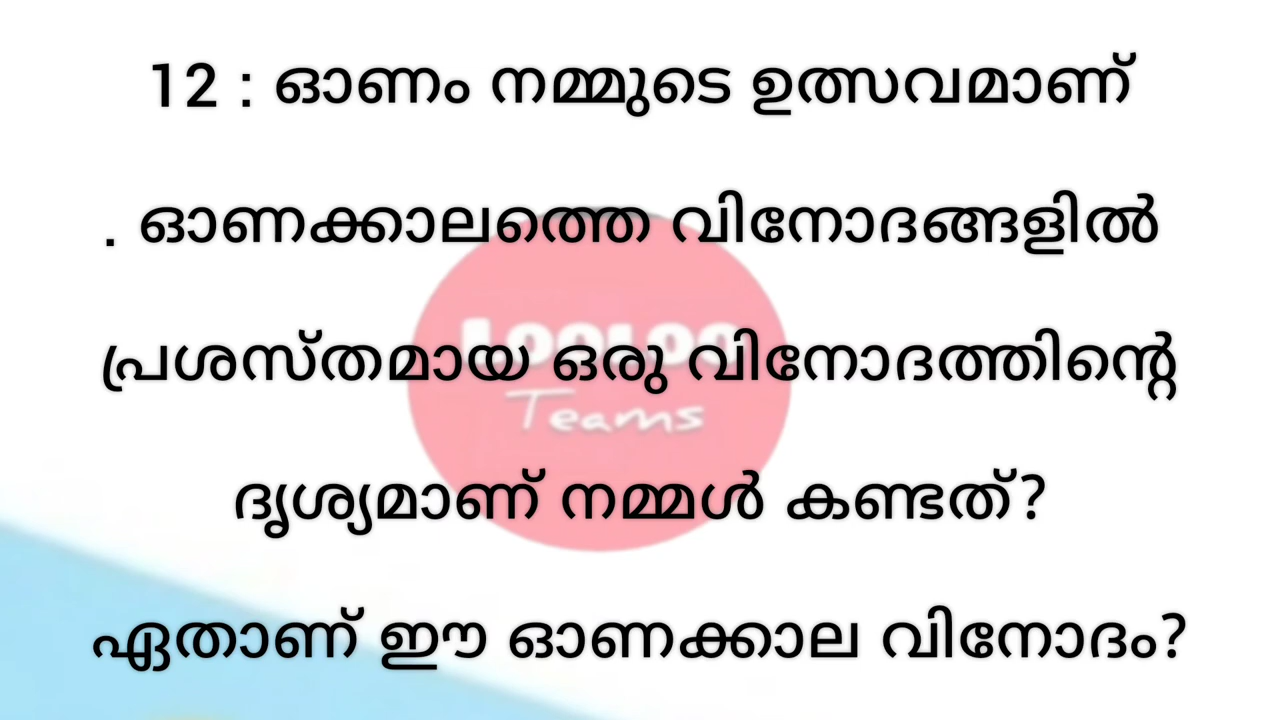 12 : ഓണം നമ്മുടെ ഉത്സവമാണ്
. ഓണക്കാലത്തെ വിനോദങ്ങളിൽ
പ്രശസ്തമായ ഒരു വിനോദത്തിന്റെ
ദൃശ്യമാണ് നമ്മൾ കണ്ടത്?
ഏതാണ് ഈ ഓണക്കാല വിനോദം?
Teams